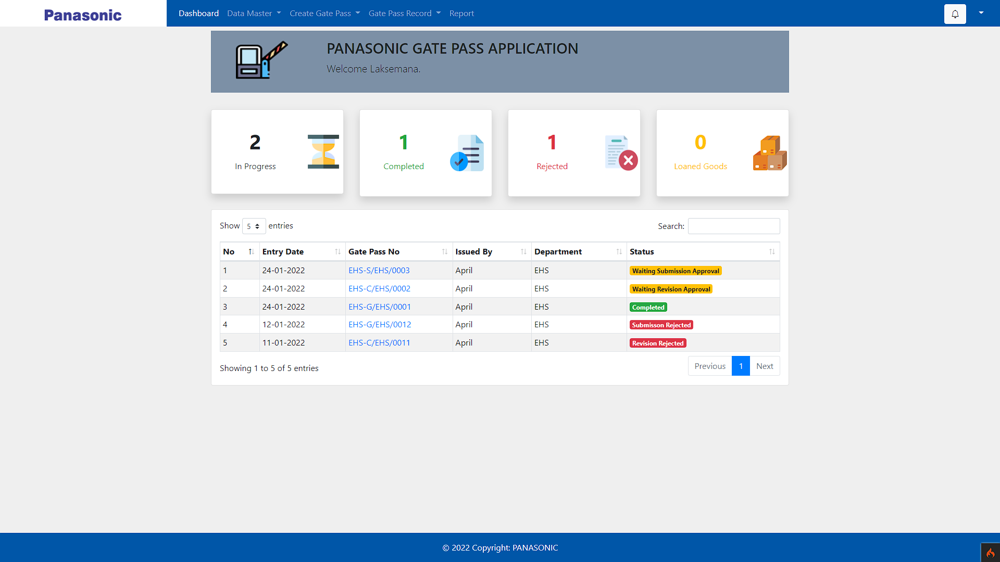 Panasonic
Dashboard Data Master Create Gate Pass Gate Pass Record Report
PANASONIC GATE PASS APPLICATION
Welcome Laksemana.
2
In Progress
1
Completed
1
Rejected
0
Loaned Goods
Show 5 entries
Search:
No Entry Date Gate Pass No Issued By Department Status
1 24-01-2022 EHS-S/EHS/0003 April EHS Waiting Submission Approval
2 24-01-2022 EHS-C/EHS/0002 April EHS Waiting Revision Approval
3 24-01-2022 EHS-G/EHS/0001 April EHS Completed
4 12-01-2022 EHS-G/EHS/0012 April EHS Submisson Rejected
5 11-01-2022 EHS-C/EHS/0011 April EHS Revision Rejected
Showing 1 to 5 of 5 entries
Previous 1 Next
© 2022 Copyright: PANASONIC